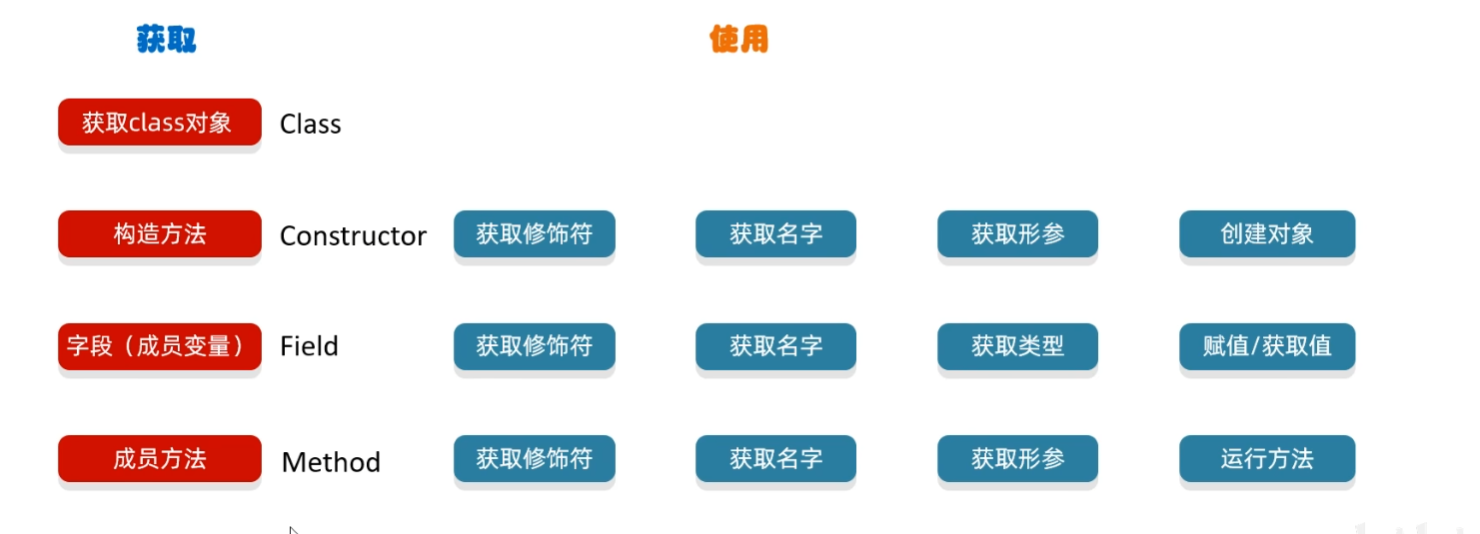 获取 使用
获取class对象 Class
构造方法 Constructor 获取修饰符 获取名字 获取形参 创建对象
字段（成员变量） Field 获取修饰符 获取名字 获取类型 赋值/获取值
成员方法 Method 获取修饰符 获取名字 获取形参 运行方法